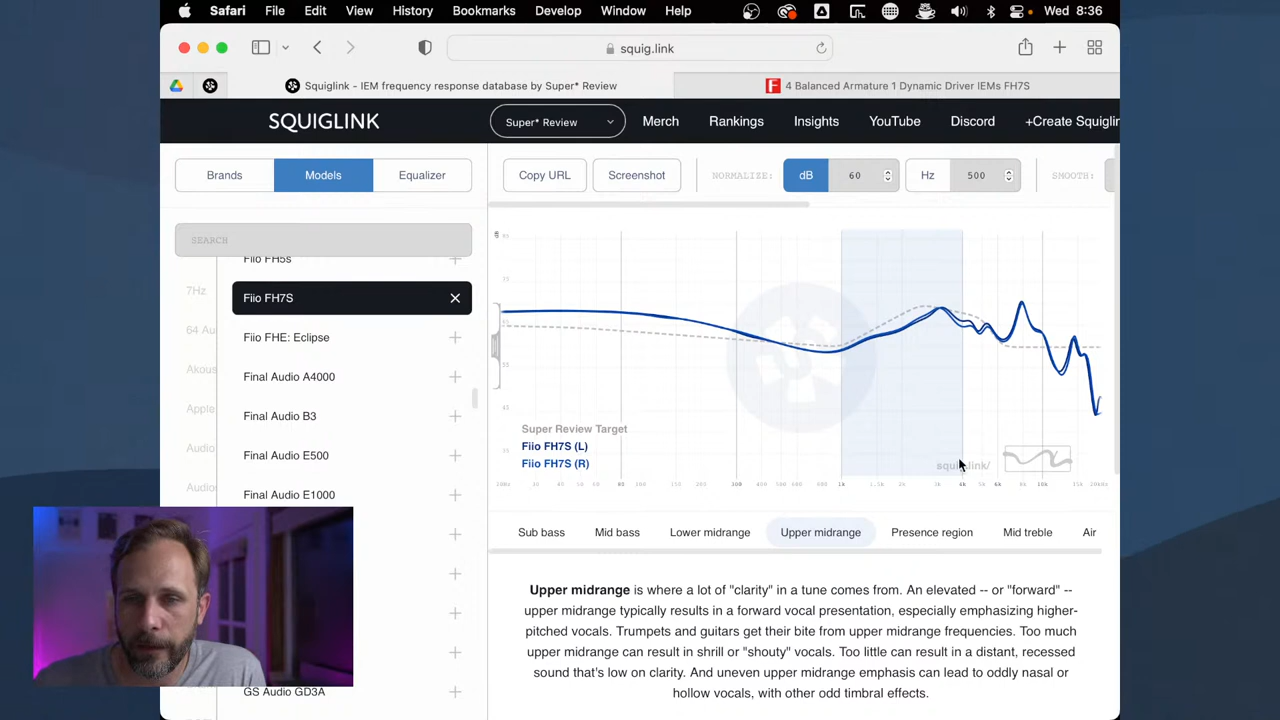 Safari File Edit View History Bookmarks Develop Window Help Wed 8:36
squig.link
Squiglink - IEM frequency response database by Super* Review
4 Balanced Armature 1 Dynamic Driver IEMs FH7S
SQUIGLINK
Super* Review
Merch Rankings Insights YouTube Discord +Create Squiglin
Brands Models Equalizer
Copy URL Screenshot NORMALIZE: dB 60 Hz 500 SMOOTH:
SEARCH
Fiio FH5s
7Hz
Fiio FH7S
64 Au
Fiio FHE: Eclipse
Akous
Final Audio A4000
Apple
Final Audio B3
Audio
Final Audio E500
Audio
Final Audio E1000
GS Audio GD3A
Super Review Target
Fiio FH7S (L)
Fiio FH7S (R)
Sub bass Mid bass Lower midrange Upper midrange Presence region Mid treble Air
Upper midrange is where a lot of "clarity" in a tune comes from. An elevated -- or "forward" --
upper midrange typically results in a forward vocal presentation, especially emphasizing higher-
pitched vocals. Trumpets and guitars get their bite from upper midrange frequencies. Too much
upper midrange can result in shrill or "shouty" vocals. Too little can result in a distant, recessed
sound that's low on clarity. And uneven upper midrange emphasis can lead to oddly nasal or
hollow vocals, with other odd timbral effects.